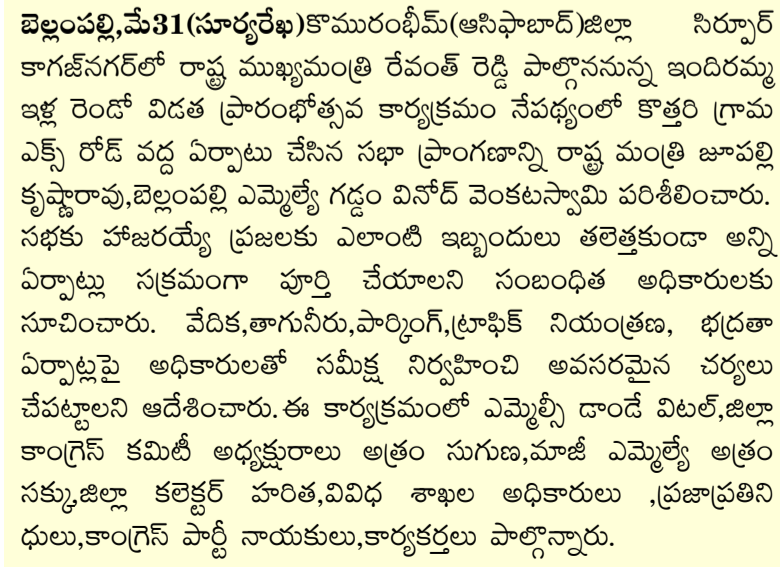 బెల్లంపల్లి,మే31(సూర్యరేఖ)కొమురంభీమ్(ఆసిఫాబాద్)జిల్లా సిర్పూర్
కాగజ్‌నగర్‌లో రాష్ట్ర ముఖ్యమంత్రి రేవంత్ రెడ్డి పాల్గొననున్న ఇందిరమ్మ
ఇళ్ల రెండో విడత ప్రారంభోత్సవ కార్యక్రమం నేపథ్యంలో కొత్తరి గ్రామ
ఎక్స్ రోడ్ వద్ద ఏర్పాటు చేసిన సభా ప్రాంగణాన్ని రాష్ట్ర మంత్రి జూపల్లి
కృష్ణారావు,బెల్లంపల్లి ఎమ్మెల్యే గడ్డం వినోద్ వెంకటస్వామి పరిశీలించారు.
సభకు హాజరయ్యే ప్రజలకు ఎలాంటి ఇబ్బందులు తలెత్తకుండా అన్ని
ఏర్పాట్లు సక్రమంగా పూర్తి చేయాలని సంబంధిత అధికారులకు
సూచించారు. వేదిక,తాగునీరు,పార్కింగ్,ట్రాఫిక్ నియంత్రణ, భద్రతా
ఏర్పాట్లపై అధికారులతో సమీక్ష నిర్వహించి అవసరమైన చర్యలు
చేపట్టాలని ఆదేశించారు.ఈ కార్యక్రమంలో ఎమ్మెల్సీ డాండే విటల్,జిల్లా
కాంగ్రెస్ కమిటీ అధ్యక్షురాలు అత్రం సుగుణ,మాజీ ఎమ్మెల్యే అత్రం
సక్కు,జిల్లా కలెక్టర్ హరిత,వివిధ శాఖల అధికారులు ,ప్రజాప్రతిని
ధులు,కాంగ్రెస్ పార్టీ నాయకులు,కార్యకర్తలు పాల్గొన్నారు.